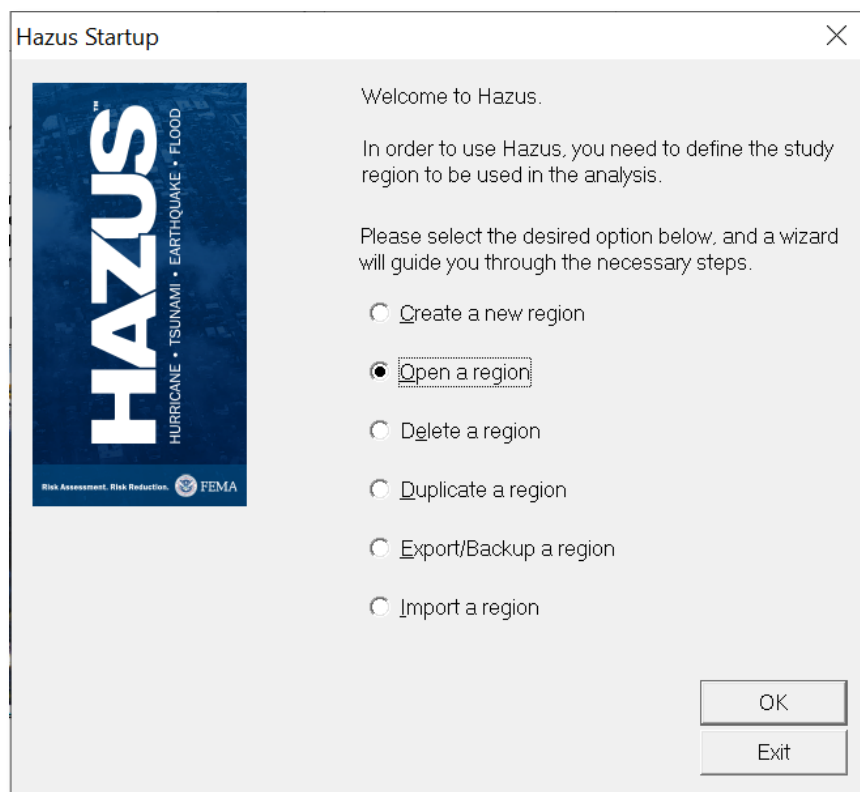 Hazus Startup
HAZUS™
HURRICANE • TSUNAMI • EARTHQUAKE • FLOOD
Risk Assessment. Risk Reduction. FEMA
Welcome to Hazus.
In order to use Hazus, you need to define the study
region to be used in the analysis.
Please select the desired option below, and a wizard
will guide you through the necessary steps.
Create a new region
Open a region
Delete a region
Duplicate a region
Export/Backup a region
Import a region
OK
Exit